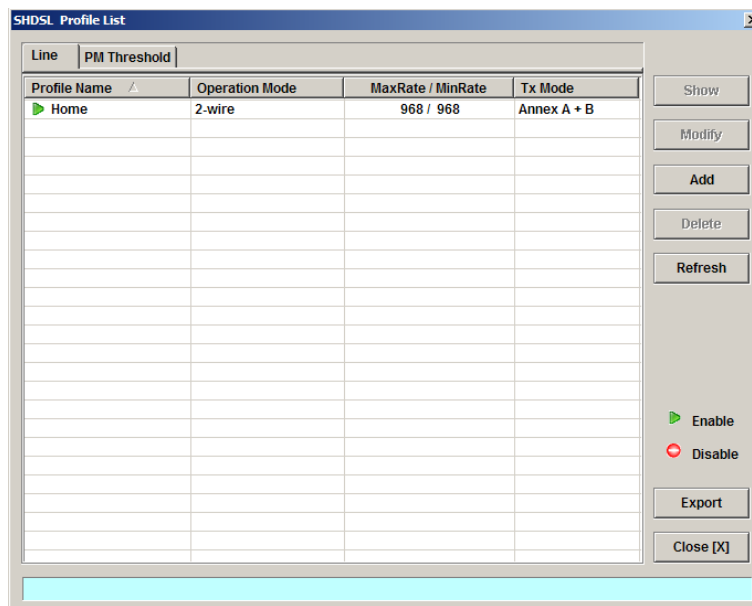 SHDSL Profile List
Line PM Threshold
Profile Name Operation Mode MaxRate / MinRate Tx Mode
Home 2-wire 968 / 968 Annex A + B
Show
Modify
Add
Delete
Refresh
Enable
Disable
Export
Close [X]